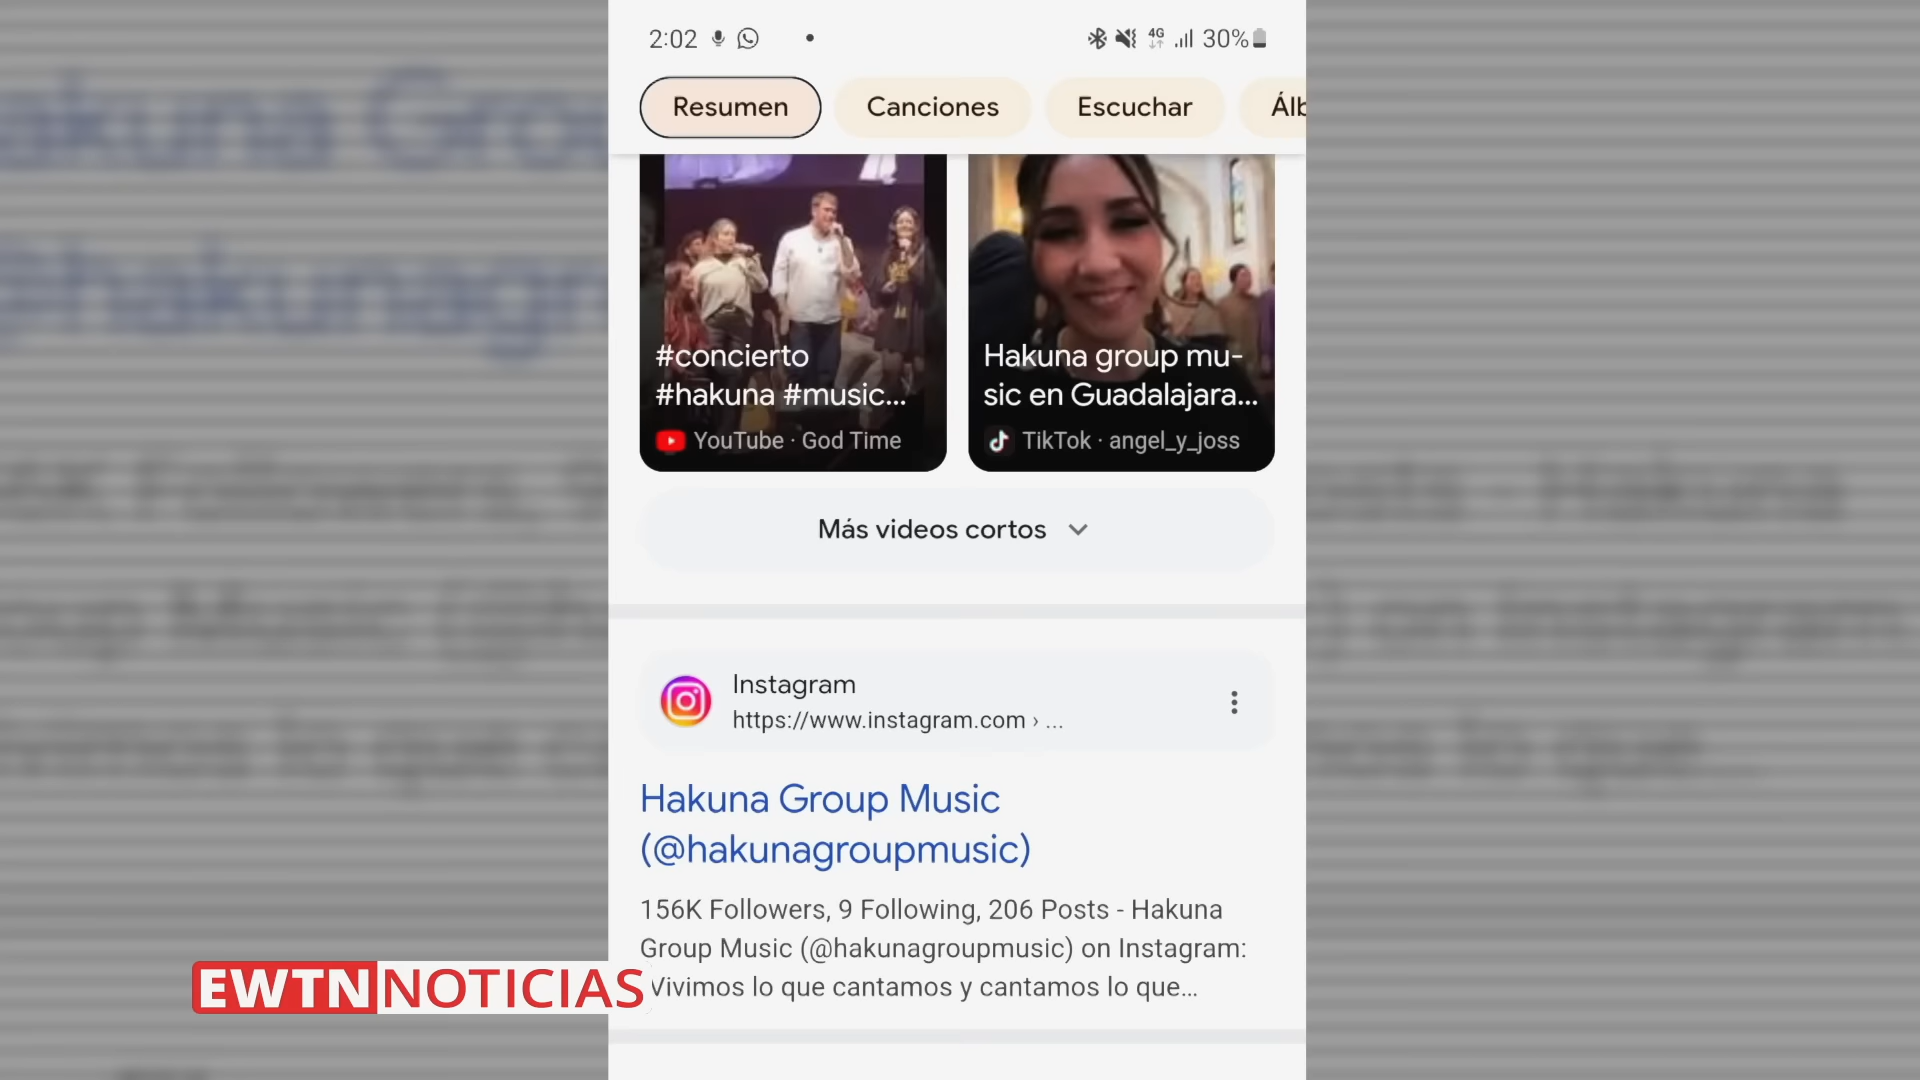 2:02
4G
30%
Resumen
Canciones
Escuchar
Álb
#concierto
#hakuna #music...
YouTube · God Time
Hakuna group mu-
sic en Guadalajara...
TikTok · angel_y_joss
Más videos cortos
Instagram
https://www.instagram.com › ...
Hakuna Group Music
(@hakunagroupmusic)
156K Followers, 9 Following, 206 Posts - Hakuna
Group Music (@hakunagroupmusic) on Instagram:
Vivimos lo que cantamos y cantamos lo que...
EWTN NOTICIAS